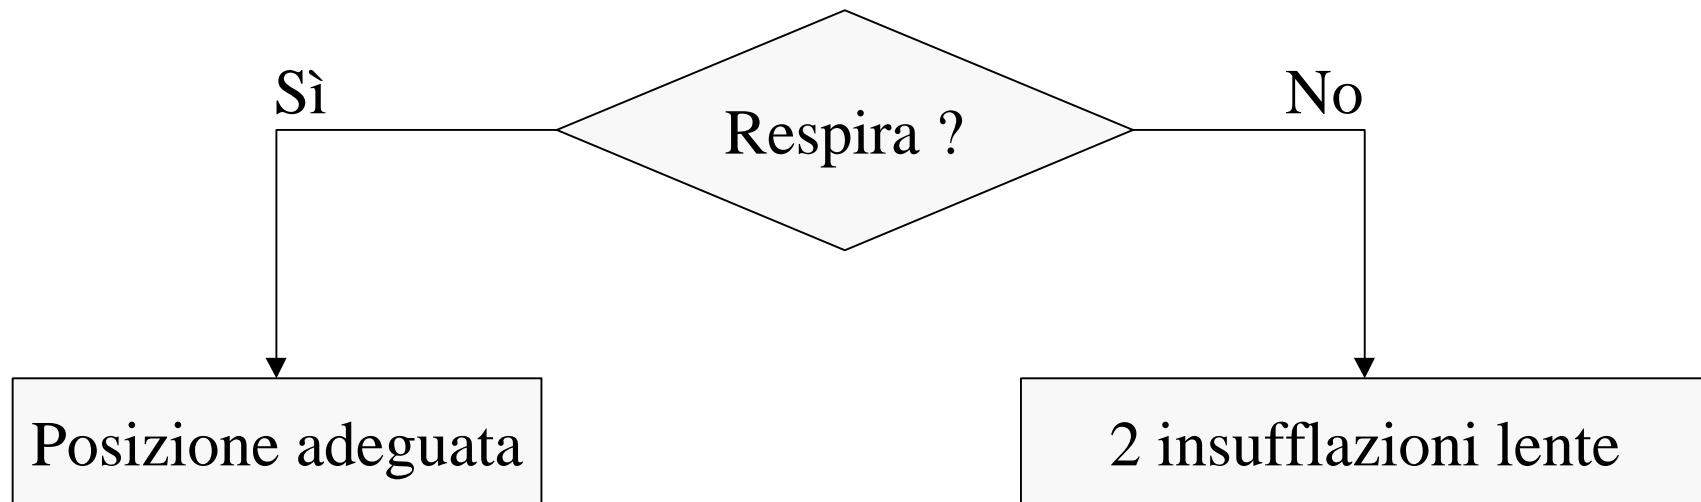 Sì
No
Respira ?
Posizione adeguata
2 insufflazioni lente